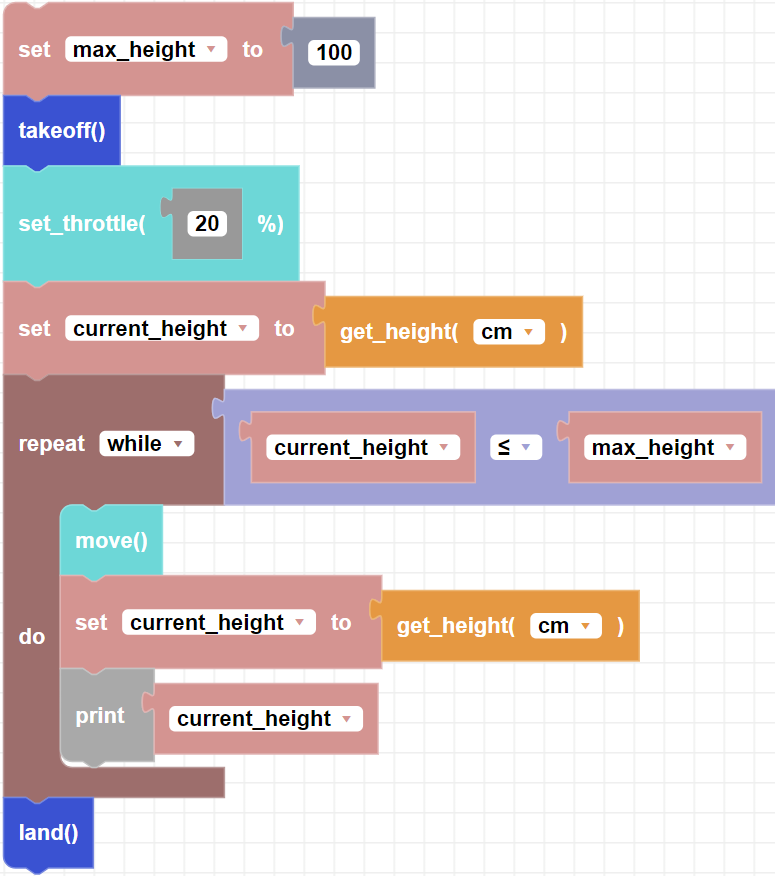 set max_height to 100
takeoff()
set_throttle( 20 %)
set current_height to get_height( cm )
repeat while current_height ≤ max_height
move()
set current_height to get_height( cm )
do
print current_height
land()